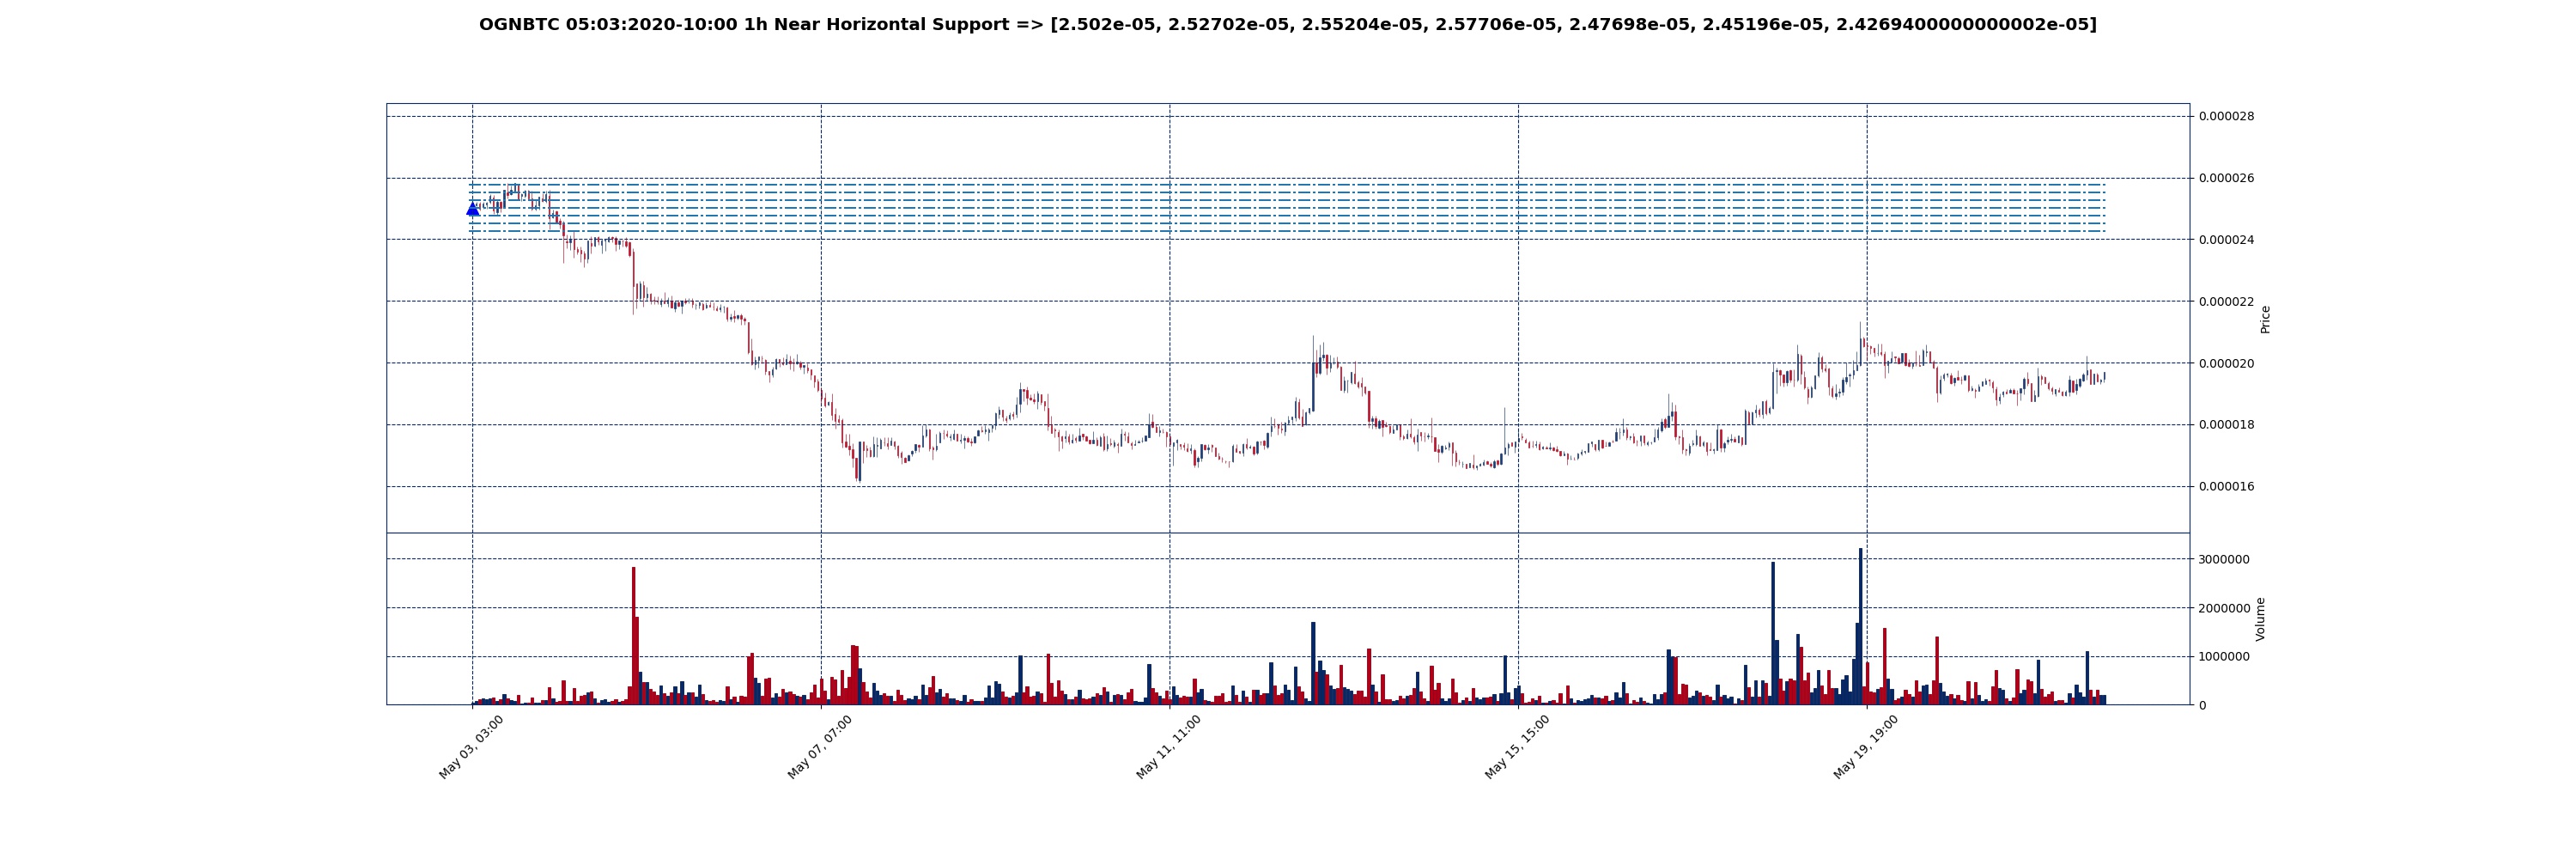 OGNBTC 05:03:2020-10:00 1h Near Horizontal Support => [2.502e-05, 2.52702e-05, 2.55204e-05, 2.57706e-05, 2.47698e-05, 2.45196e-05, 2.4269400000000002e-05]
0.000028
0.000026
0.000024
0.000022
Price
0.000020
0.000018
0.000016
3000000
2000000
Volume
1000000
0
May 03, 03:00
May 07, 07:00
May 11, 11:00
May 15, 15:00
May 19, 19:00